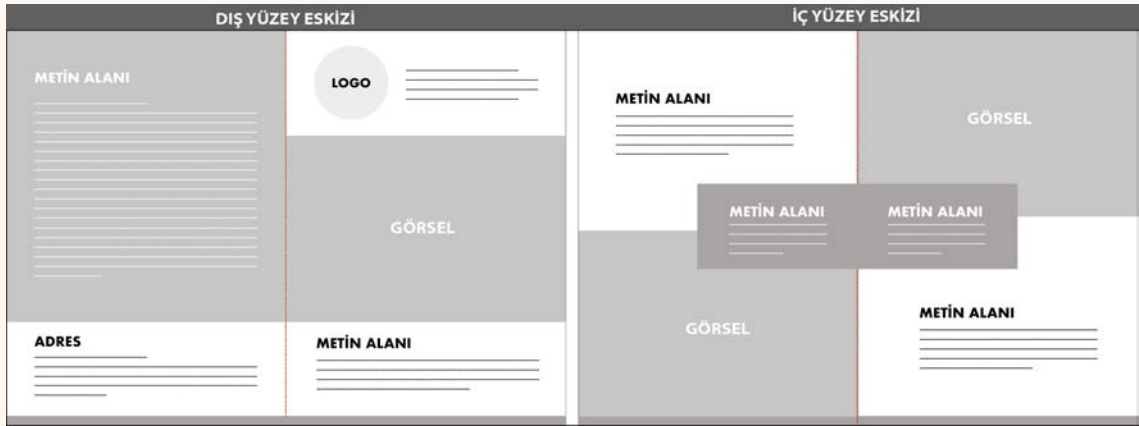 DIŞ YÜZEY ESKİZİ
METİN ALANI
LOGO
GÖRSEL
ADRES
METİN ALANI
İÇ YÜZEY ESKİZİ
METİN ALANI
GÖRSEL
METİN ALANI
METİN ALANI
GÖRSEL
METİN ALANI